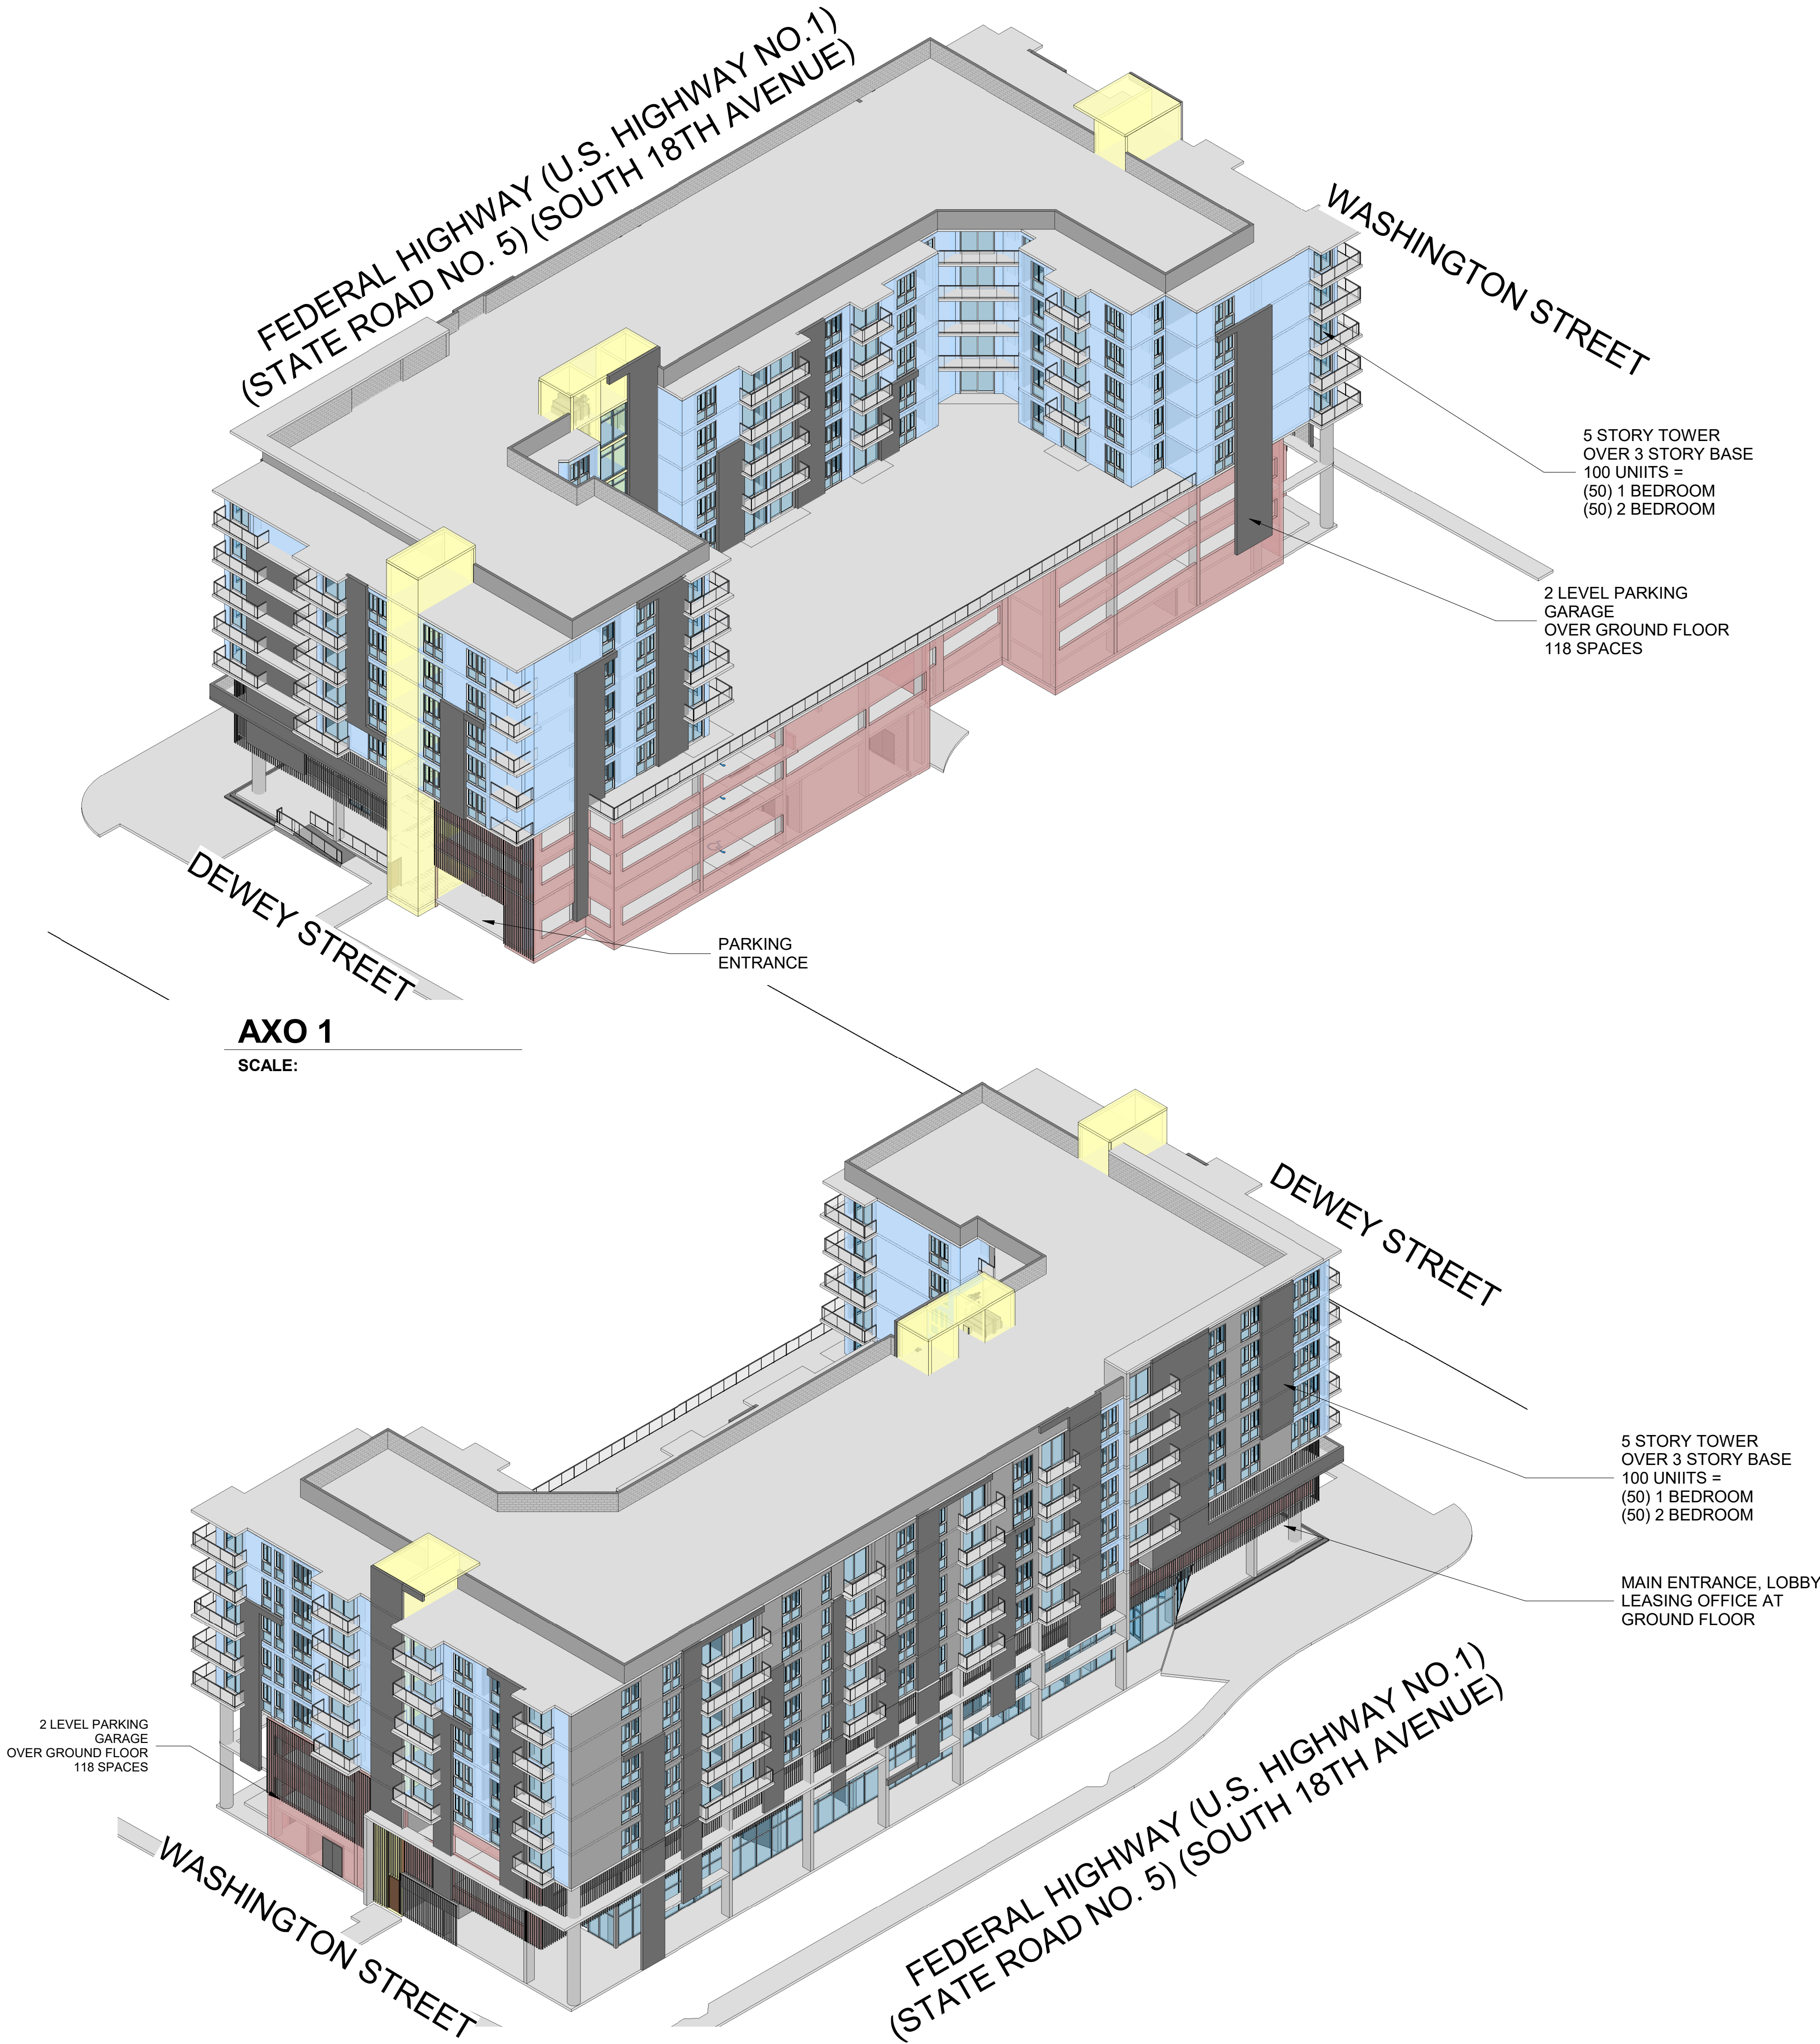 FEDERAL HIGHWAY (U.S. HIGHWAY NO.1)
(STATE ROAD NO. 5) (SOUTH 18TH AVENUE)
WASHINGTON STREET
5 STORY TOWER
OVER 3 STORY BASE
100 UNIITS =
(50) 1 BEDROOM
(50) 2 BEDROOM
2 LEVEL PARKING
GARAGE
OVER GROUND FLOOR
118 SPACES
DEWEY STREET
PARKING
ENTRANCE
AXO 1
SCALE:
DEWEY STREET
5 STORY TOWER
OVER 3 STORY BASE
100 UNIITS =
(50) 1 BEDROOM
(50) 2 BEDROOM
MAIN ENTRANCE, LOBBY
LEASING OFFICE AT
GROUND FLOOR
2 LEVEL PARKING
GARAGE
OVER GROUND FLOOR
118 SPACES
WASHINGTON STREET
FEDERAL HIGHWAY (U.S. HIGHWAY NO.1)
(STATE ROAD NO. 5) (SOUTH 18TH AVENUE)